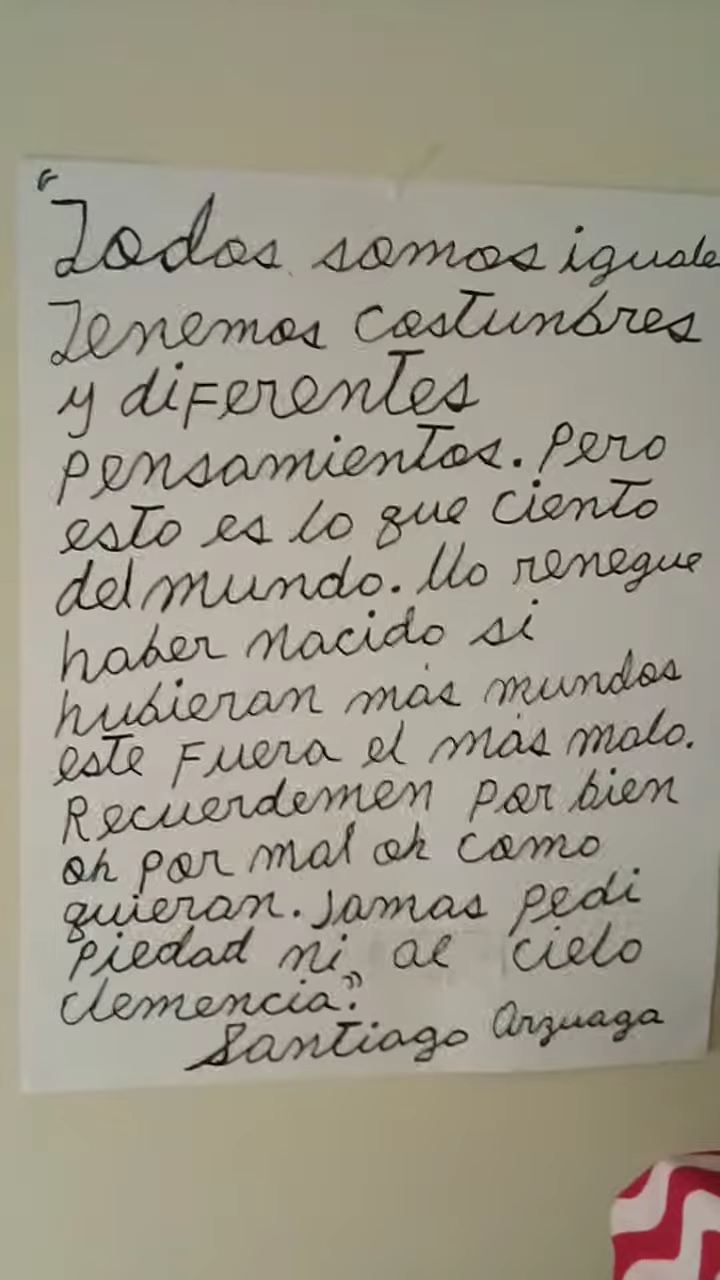 "Todos somos iguale
Tenemos costunbres
y diferentes
pensamientos. Pero
esto es lo que ciento
del mundo. No renegue
haber nacido si
hubieran más mundos
este fuera el más malo.
Recuerdemen por bien
oh por mal oh como
quieran. Jamas pedi
piedad ni al cielo
clemencia."
Santiago Arzuaga